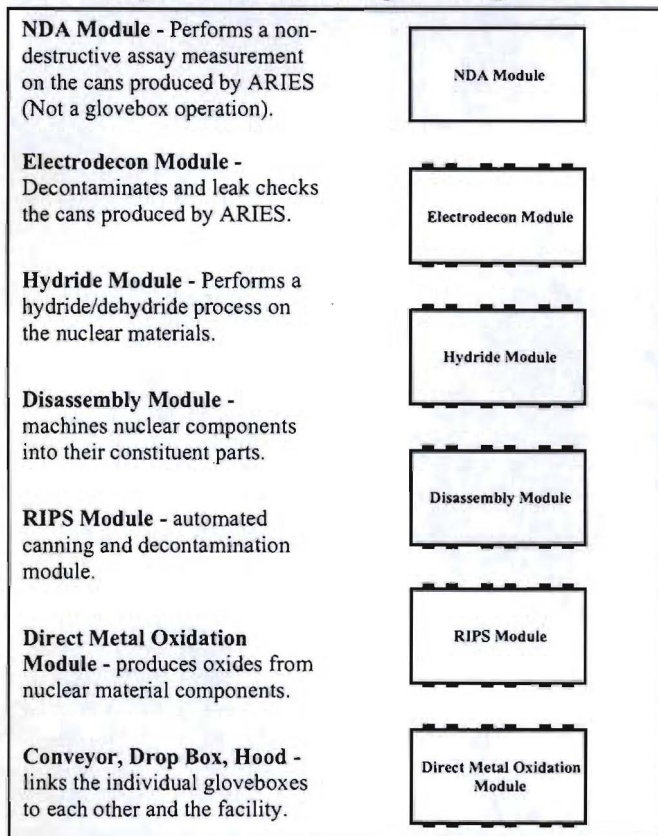 NDA Module - Performs a non-
destructive assay measurement
on the cans produced by ARIES
(Not a glovebox operation).
Electrodecon Module -
Decontaminates and leak checks
the cans produced by ARIES.
Hydride Module - Performs a
hydride/dehydride process on
the nuclear materials.
Disassembly Module -
machines nuclear components
into their constituent parts.
RIPS Module - automated
canning and decontamination
module.
Direct Metal Oxidation
Module - produces oxides from
nuclear material components.
Conveyor, Drop Box, Hood -
links the individual gloveboxes
to each other and the facility.
NDA Module
Electrodecon Module
Hydride Module
Disassembly Module
RIPS Module
Direct Metal Oxidation
Module